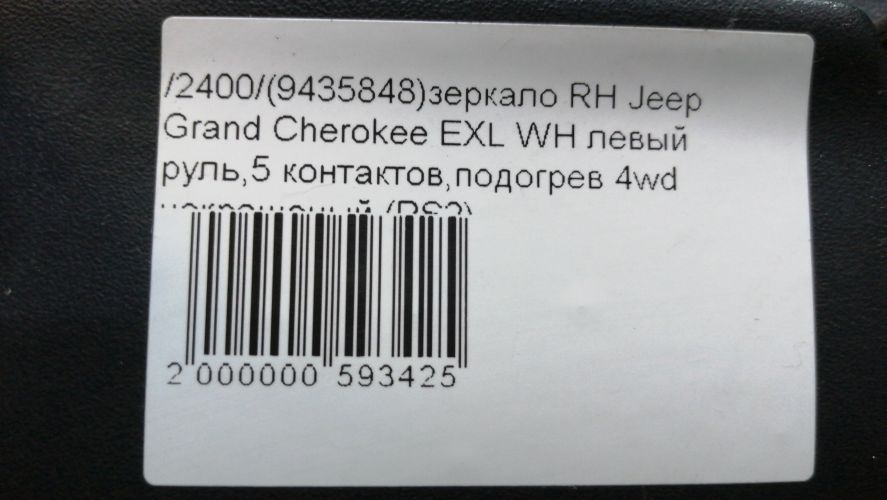 /2400/(9435848)зеркало RH Jeep
Grand Cherokee EXL WH левый
руль,5 контактов,подогрев 4wd
2 000000 593425